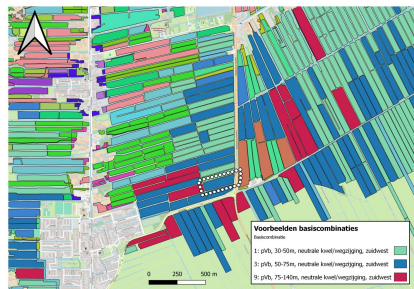 Voorbeelden basiscombinaties
Basiscombinatie
1: pVb, 30-50m, neutrale kwel/wegzijging, zuidwest
3: pVb, 50-75m, neutrale kwel/wegzijging, zuidwest
9: pVb, 75-140m, neutrale kwel/wegzijging, zuidwest
0 250 500 m